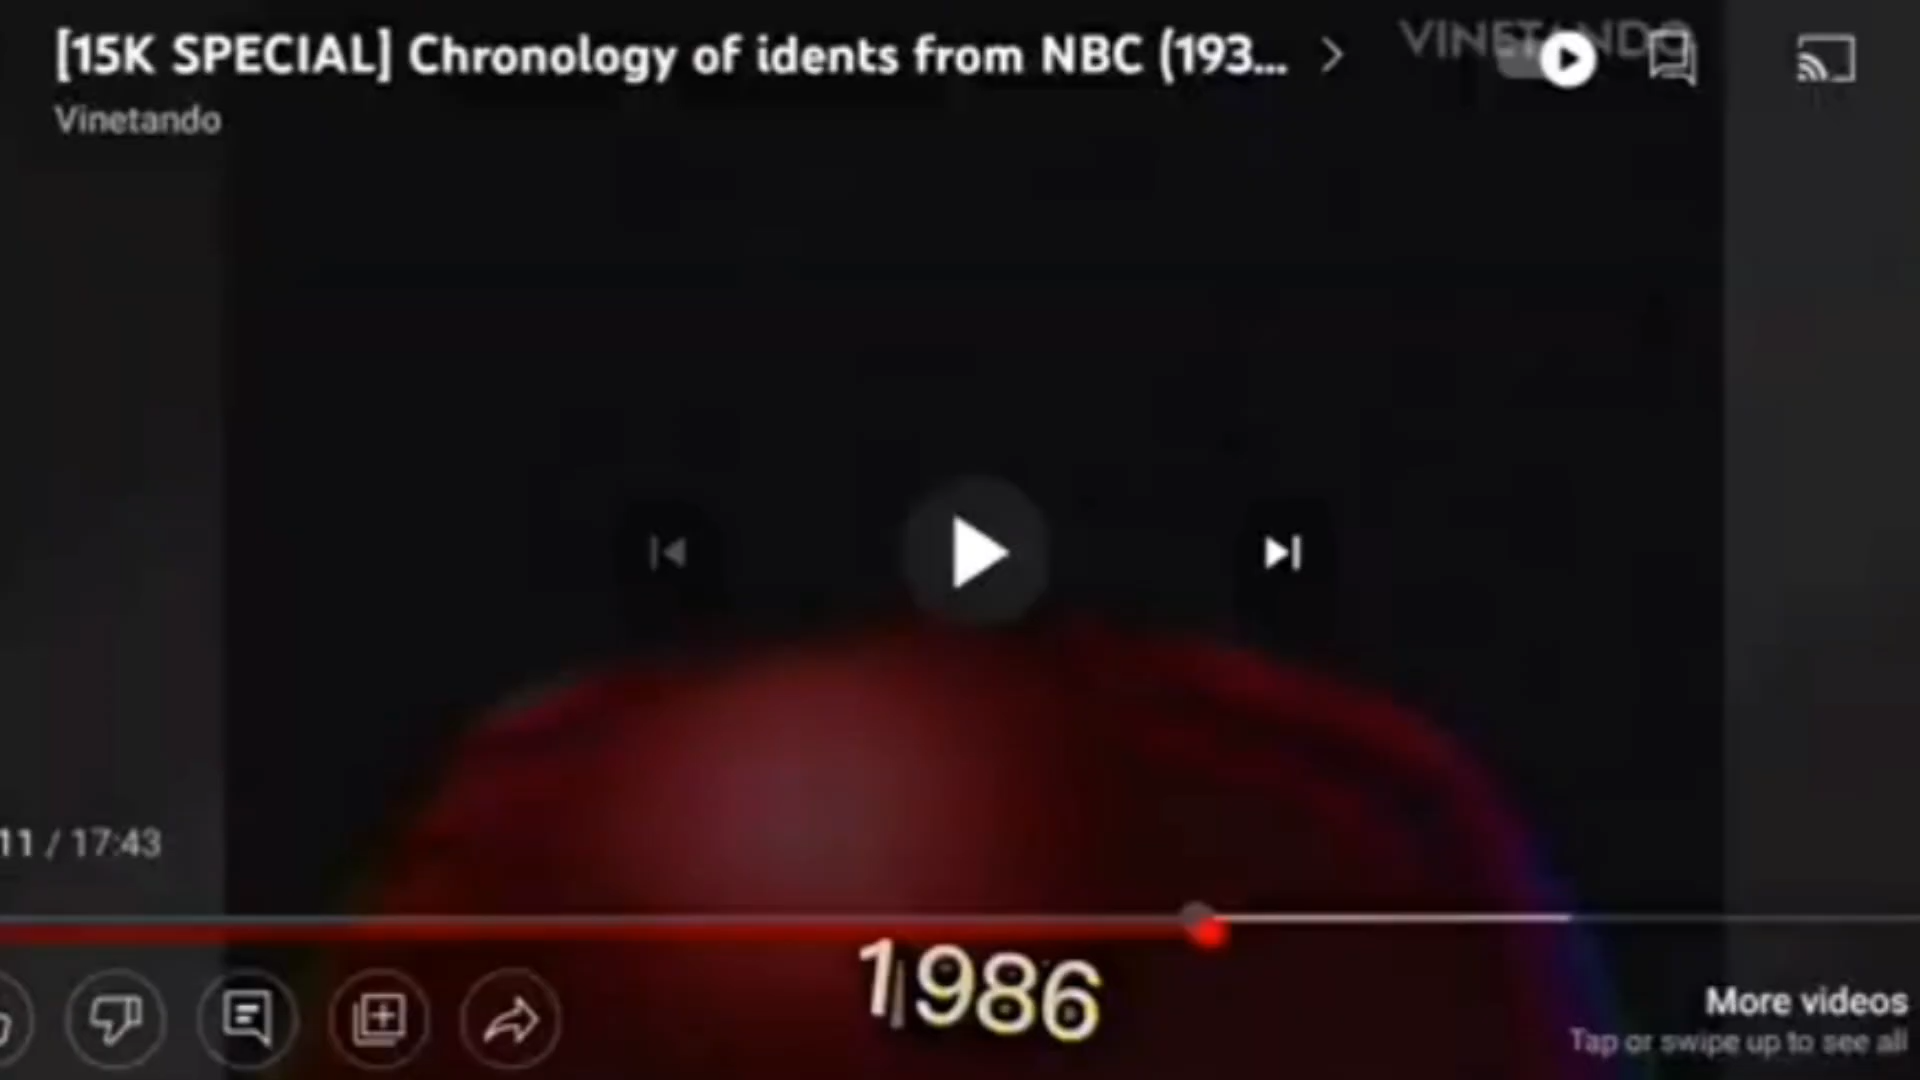 [15K SPECIAL] Chronology of idents from NBC (193...
VINETANDO
Vinetando
11 / 17:43
1986
More videos
Tap or swipe up to see all